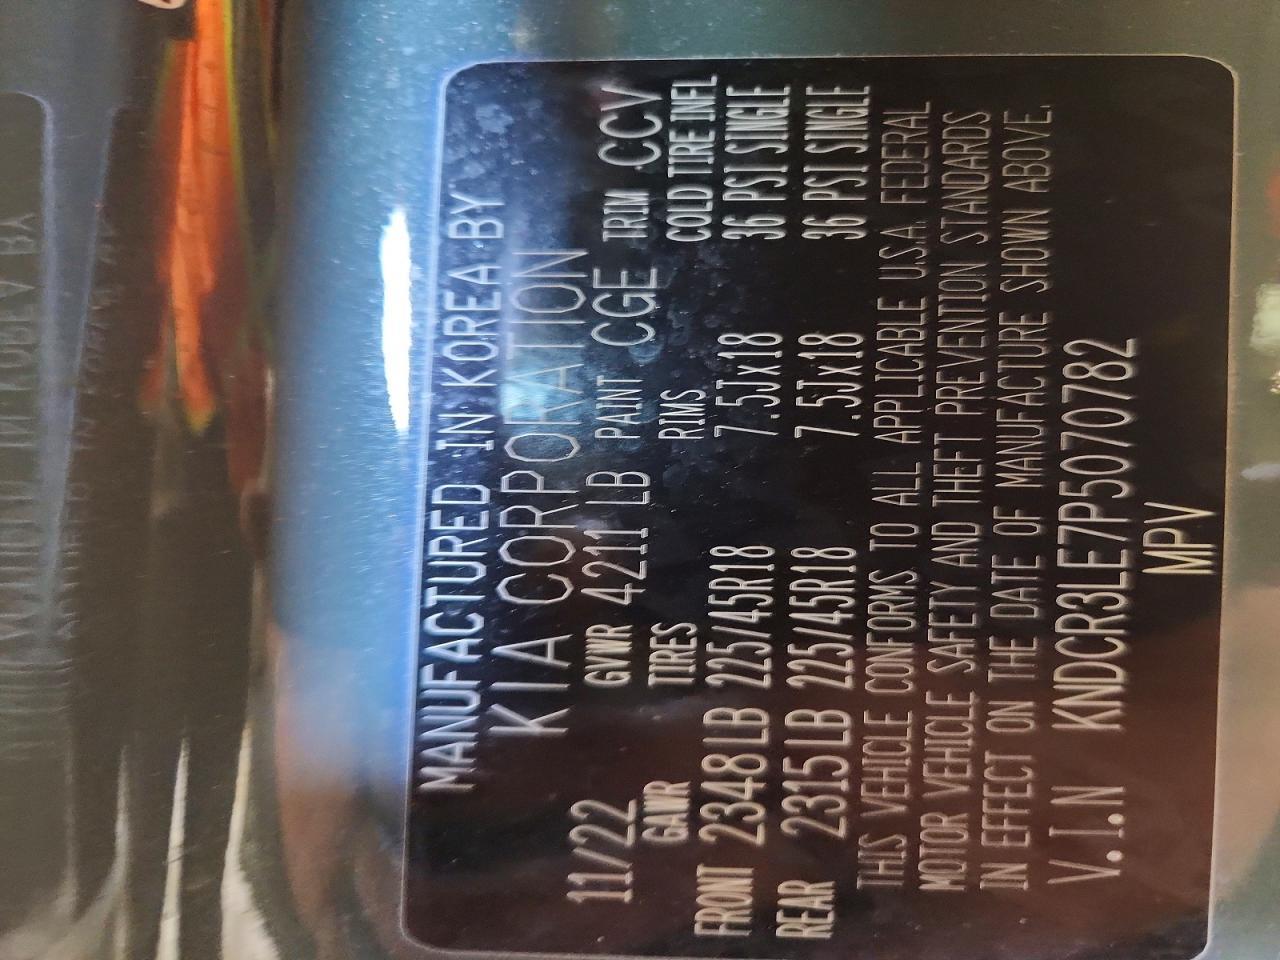 MANUFACTURED IN KOREA BY
KIA CORPORATION
11/22 GVWR 4211 LB PAINT CGE TRIM CCV
GAWR TIRES RIMS COLD TIRE INFL
FRONT 2348LB 225/45R18 7.5Jx18 36 PSI SINGLE
REAR 2315LB 225/45R18 7.5Jx18 36 PSI SINGLE
THIS VEHICLE CONFORMS TO ALL APPLICABLE U.S.A. FEDERAL
MOTOR VEHICLE SAFETY AND THEFT PREVENTION STANDARDS
IN EFFECT ON THE DATE OF MANUFACTURE SHOWN ABOVE.
V.I.N KNDCR3LE7P5070782
MPV